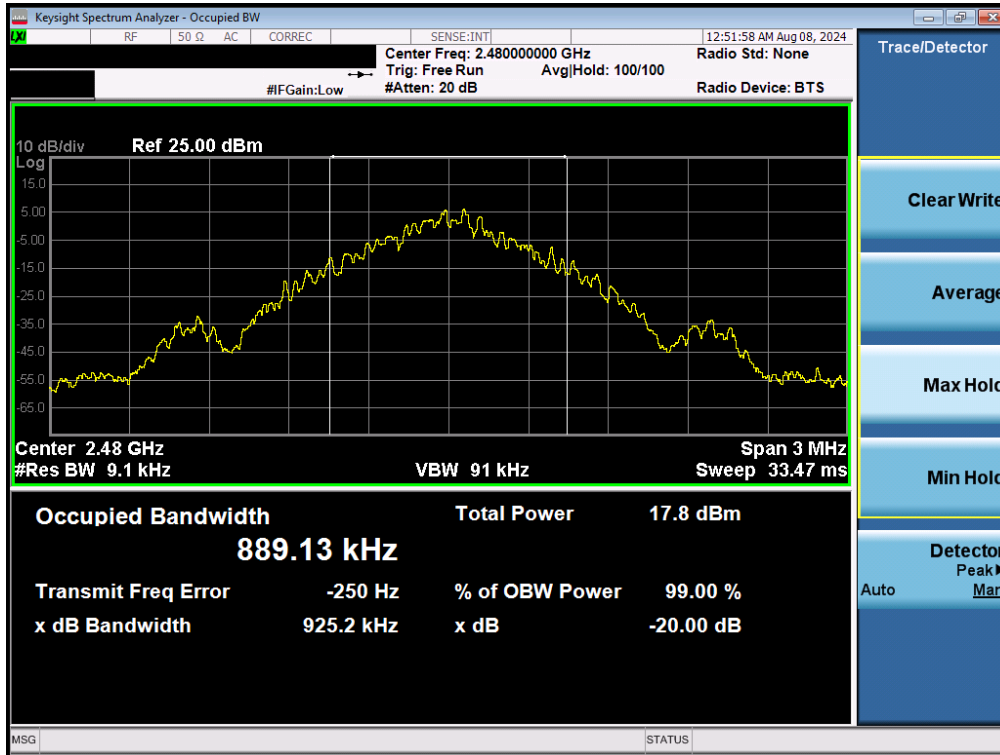 Keysight Spectrum Analyzer - Occupied BW
LXI
RF 50 Ω AC CORREC SENSE:INT 12:51:58 AM Aug 08, 2024
Center Freq: 2.480000000 GHz Radio Std: None
Trig: Free Run Avg|Hold: 100/100
#IFGain:Low #Atten: 20 dB Radio Device: BTS
Trace/Detector
10 dB/div Ref 25.00 dBm
Log
15.0
5.00
-5.00
-15.0
-25.0
-35.0
-45.0
-55.0
-65.0
Center 2.48 GHz Span 3 MHz
#Res BW 9.1 kHz VBW 91 kHz Sweep 33.47 ms
Occupied Bandwidth Total Power 17.8 dBm
889.13 kHz
Transmit Freq Error -250 Hz % of OBW Power 99.00 %
x dB Bandwidth 925.2 kHz x dB -20.00 dB
Clear Write
Average
Max Hold
Min Hold
Detector
Peak
Auto Man
MSG STATUS